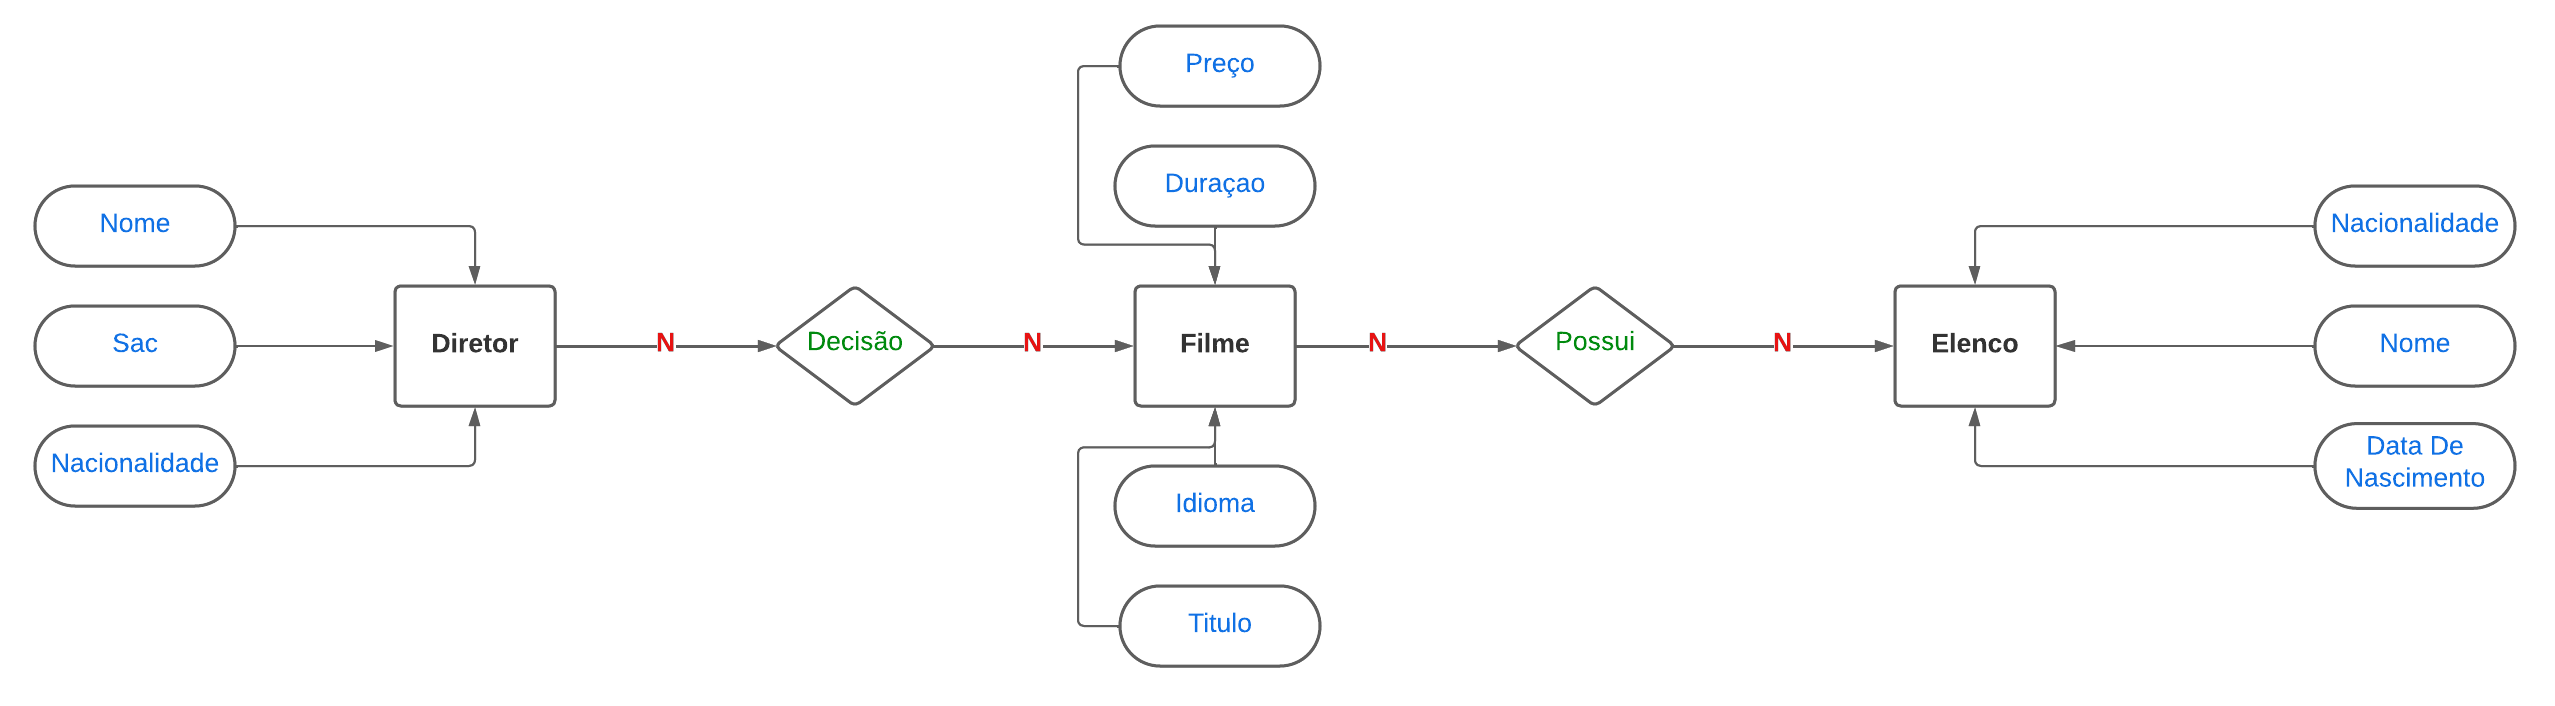 Preço
Duraçao
Nome
Nacionalidade
Sac
Diretor
N
Decisão
N
Filme
N
Possui
N
Elenco
Nome
Nacionalidade
Data De
Nascimento
Idioma
Titulo